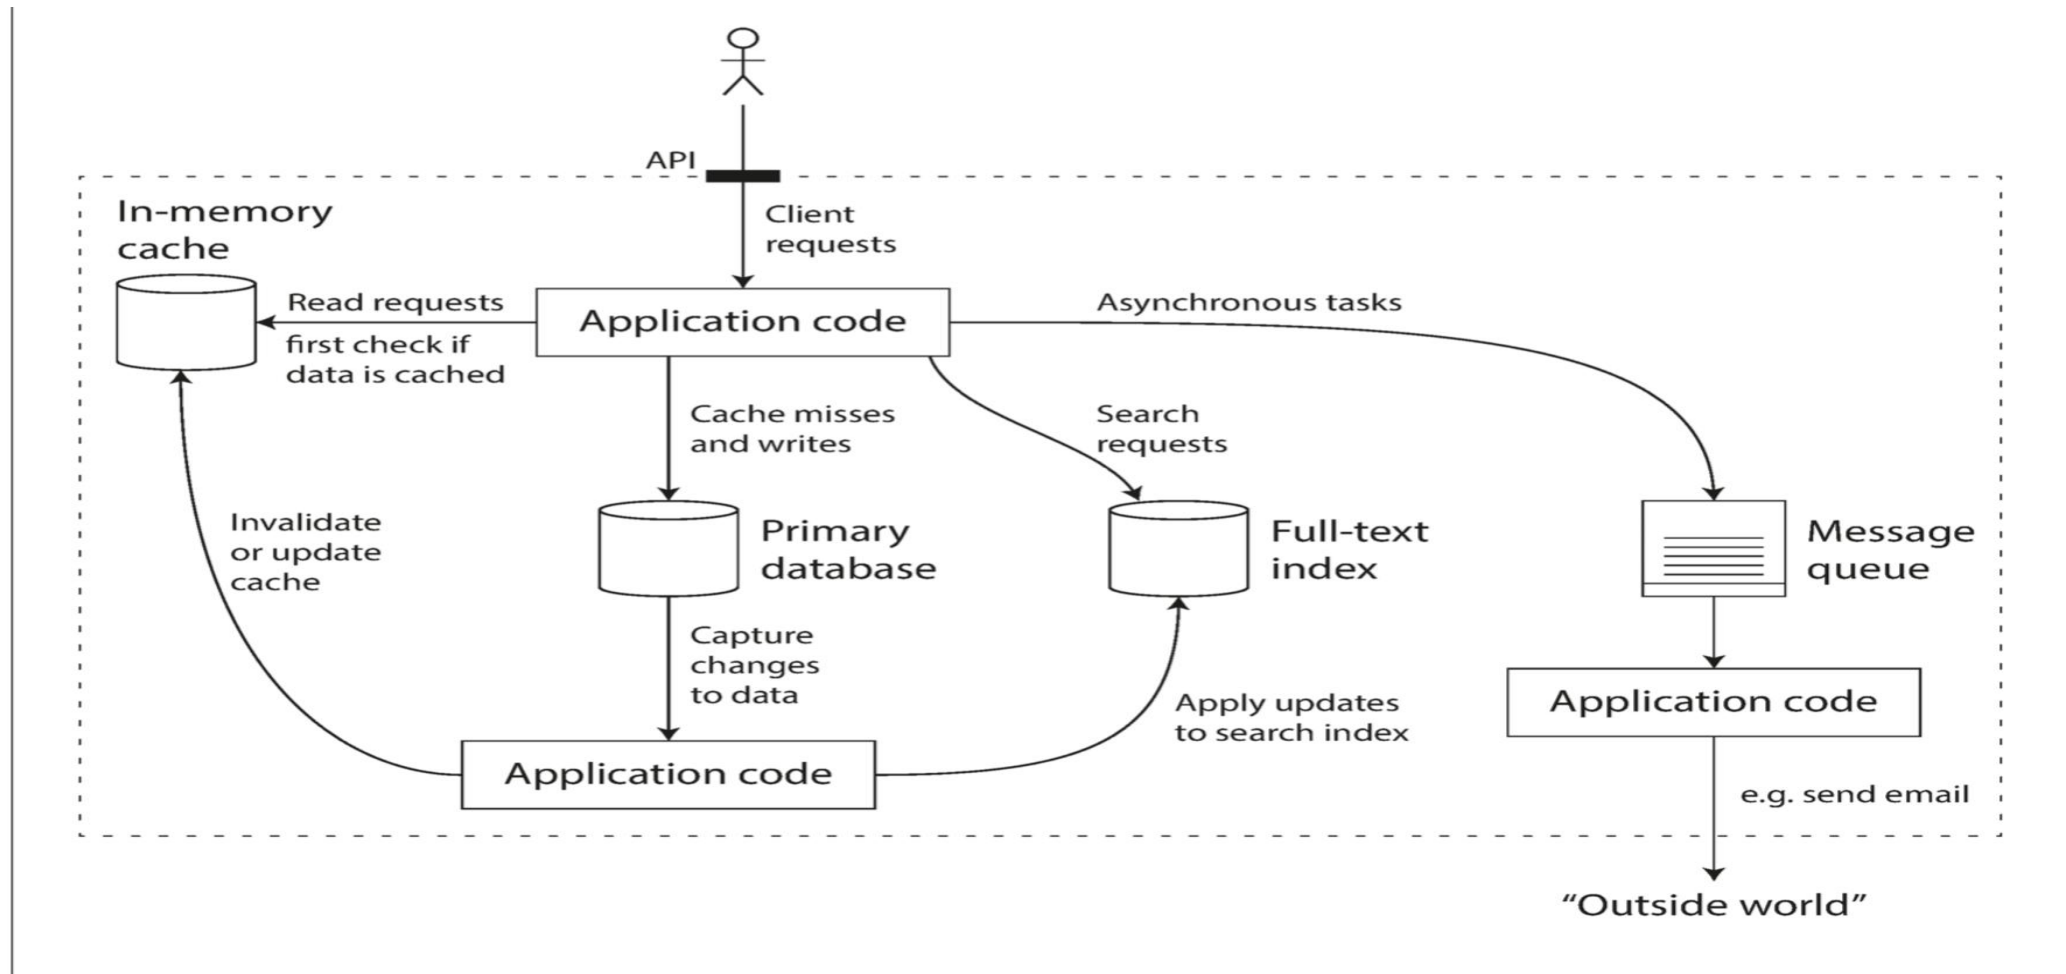 API
Client
requests
In-memory
cache
Read requests
first check if
data is cached
Application code
Asynchronous tasks
Cache misses
and writes
Search
requests
Invalidate
or update
cache
Primary
database
Full-text
index
Message
queue
Capture
changes
to data
Apply updates
to search index
Application code
Application code
e.g. send email
“Outside world”